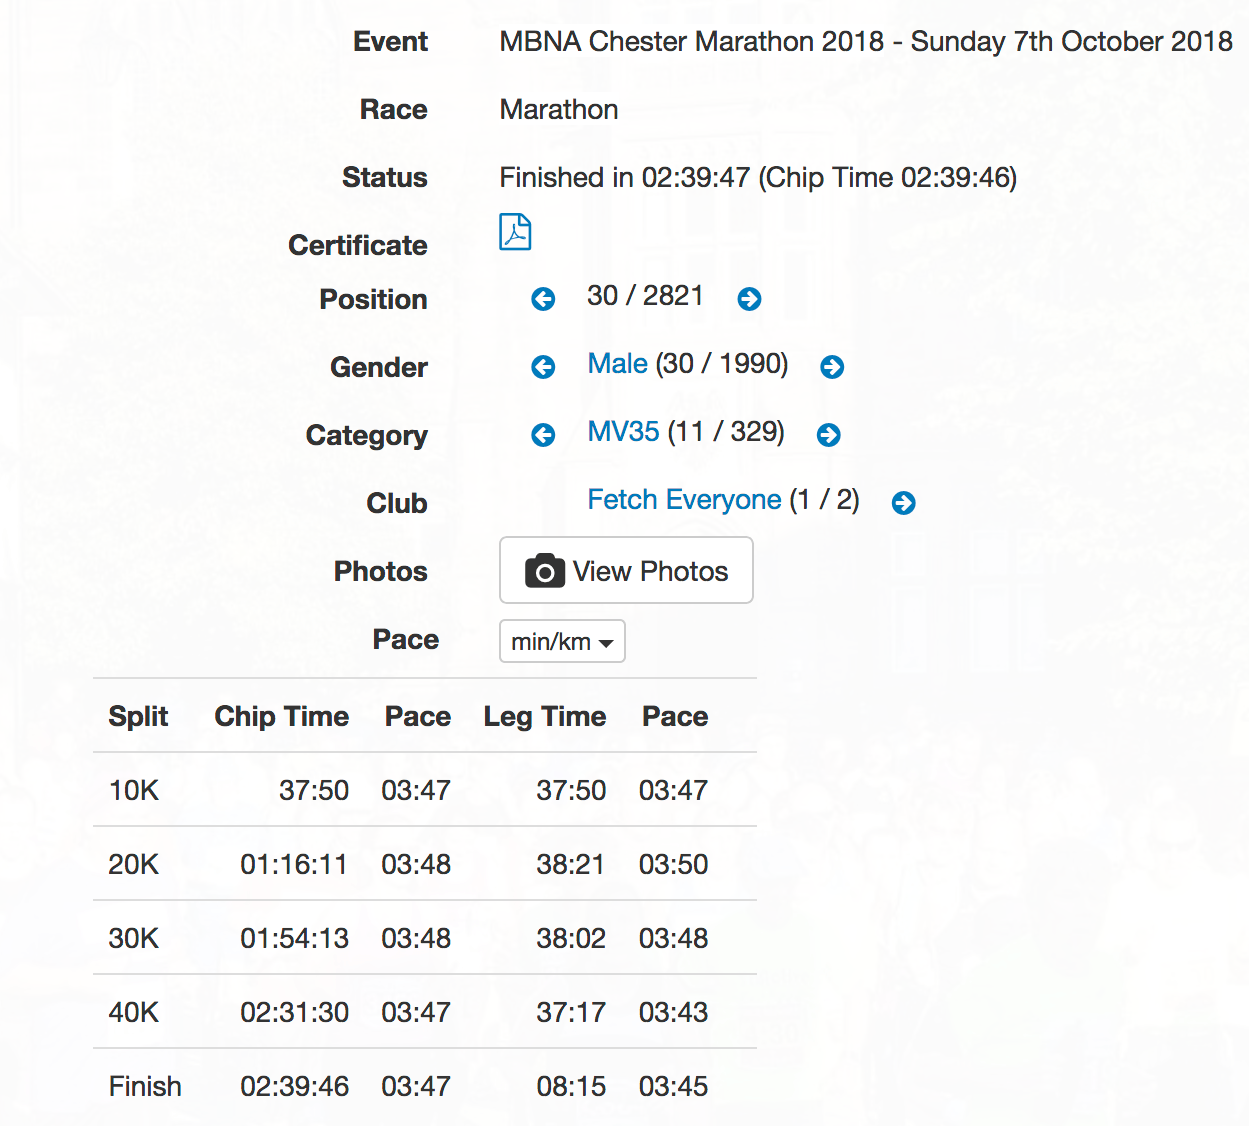 Event MBNA Chester Marathon 2018 - Sunday 7th October 2018
Race Marathon
Status Finished in 02:39:47 (Chip Time 02:39:46)
Certificate
Position 30 / 2821
Gender Male (30 / 1990)
Category MV35 (11 / 329)
Club Fetch Everyone (1 / 2)
Photos View Photos
Pace min/km
Split Chip Time Pace Leg Time Pace
10K 37:50 03:47 37:50 03:47
20K 01:16:11 03:48 38:21 03:50
30K 01:54:13 03:48 38:02 03:48
40K 02:31:30 03:47 37:17 03:43
Finish 02:39:46 03:47 08:15 03:45